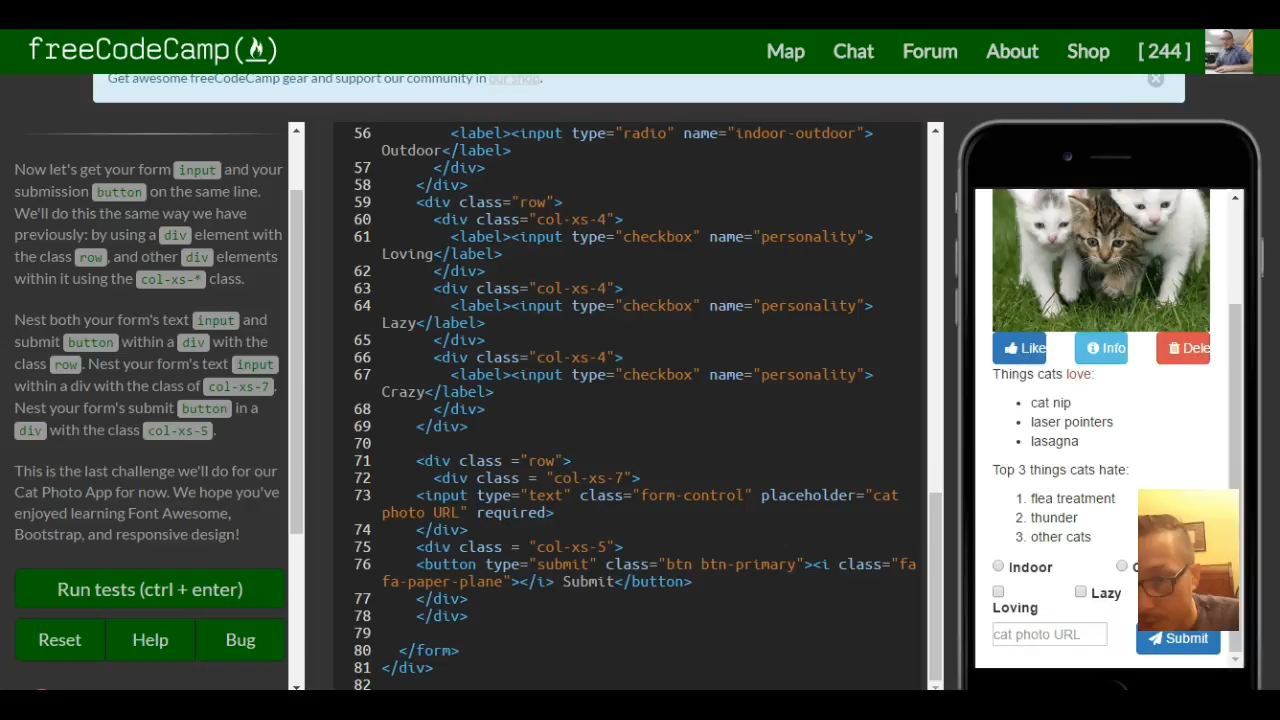 freeCodeCamp
Map
Chat
Forum
About
Shop
[ 244 ]
Get awesome freeCodeCamp gear and support our community in our shop.
Now let's get your form input and your
submission button on the same line.
We'll do this the same way we have
previously: by using a div element with
the class row, and other div elements
within it using the col-xs-* class.
Nest both your form's text input and
submit button within a div with the
class row. Nest your form's text input
within a div with the class of col-xs-7.
Nest your form's submit button in a
div with the class col-xs-5.
This is the last challenge we'll do for our
Cat Photo App for now. We hope you've
enjoyed learning Font Awesome,
Bootstrap, and responsive design!
Run tests (ctrl + enter)
Reset
Help
Bug
56 <label><input type="radio" name="indoor-outdoor">
Outdoor</label>
57 </div>
58 </div>
59 <div class="row">
60 <div class="col-xs-4">
61 <label><input type="checkbox" name="personality">
Loving</label>
62 </div>
63 <div class="col-xs-4">
64 <label><input type="checkbox" name="personality">
Lazy</label>
65 </div>
66 <div class="col-xs-4">
67 <label><input type="checkbox" name="personality">
Crazy</label>
68 </div>
69 </div>
70
71 <div class ="row">
72 <div class = "col-xs-7">
73 <input type="text" class="form-control" placeholder="cat
photo URL" required>
74 </div>
75 <div class = "col-xs-5">
76 <button type="submit" class="btn btn-primary"><i class="fa
fa-paper-plane"></i> Submit</button>
77 </div>
78 </div>
79
80 </form>
81 </div>
82
Like
Info
Dele
Things cats love:
• cat nip
• laser pointers
• lasagna
Top 3 things cats hate:
1. flea treatment
2. thunder
3. other cats
Indoor
Lazy
Loving
cat photo URL
Submit